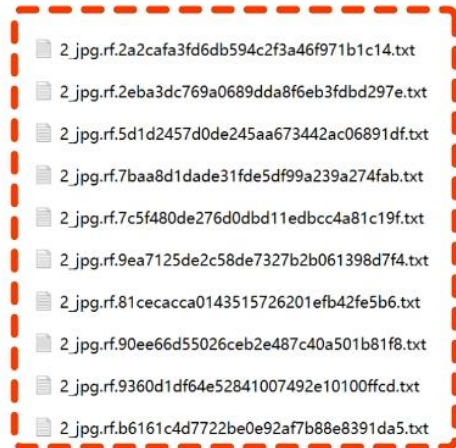 2_jpg.rf.2a2cafa3fd6db594c2f3a46f971b1c14.txt
2_jpg.rf.2eba3dc769a0689dda8f6eb3fdbd297e.txt
2_jpg.rf.5d1d2457d0de245aa673442ac06891df.txt
2_jpg.rf.7baa8d1dade31fde5df99a239a274fab.txt
2_jpg.rf.7c5f480de276d0dbd11edbcc4a81c19f.txt
2_jpg.rf.9ea7125de2c58de7327b2b061398d7f4.txt
2_jpg.rf.81cecacca0143515726201efb42fe5b6.txt
2_jpg.rf.90ee66d55026ceb2e487c40a501b81f8.txt
2_jpg.rf.9360d1df64e52841007492e10100ffcd.txt
2_jpg.rf.b6161c4d7722be0e92af7b88e8391da5.txt